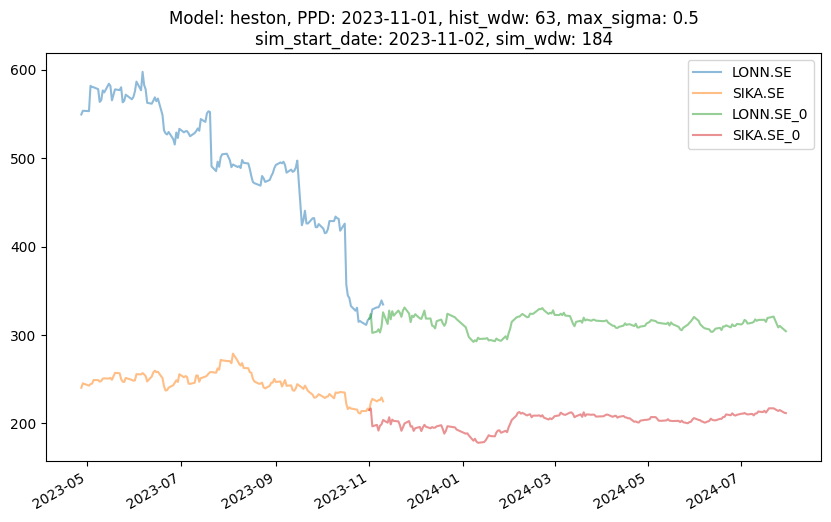 Model: heston, PPD: 2023-11-01, hist_wdw: 63, max_sigma: 0.5
sim_start_date: 2023-11-02, sim_wdw: 184
LONN.SE
SIKA.SE
LONN.SE_0
SIKA.SE_0
600
500
400
300
200
2023-05
2023-07
2023-09
2023-11
2024-01
2024-03
2024-05
2024-07